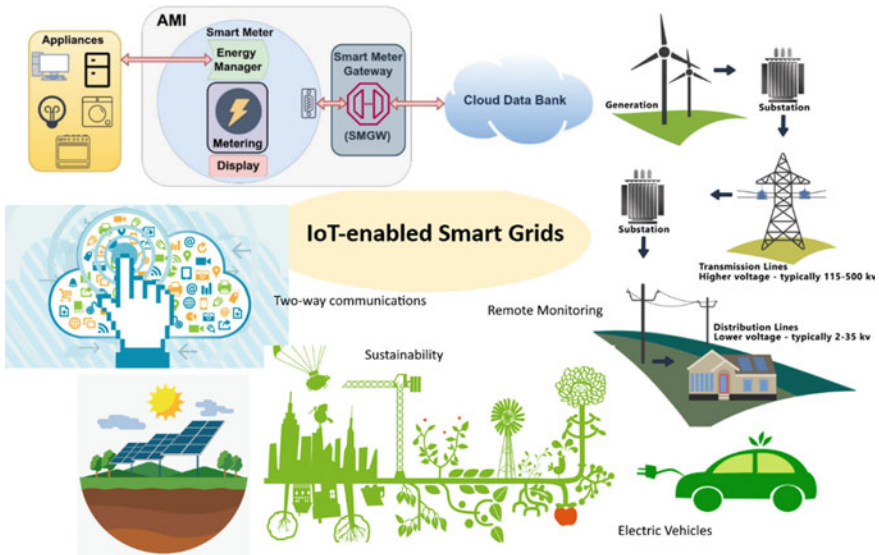 AMI
Appliances
Smart Meter
Energy
Manager
Metering
Display
Smart Meter
Gateway
(SMGW)
Cloud Data Bank
Generation
Substation
Substation
Transmission Lines
Higher voltage - typically 115-500 kv
IoT-enabled Smart Grids
Two-way communications
Remote Monitoring
Distribution Lines
Lower voltage - typically 2-35 kv
Sustainability
Electric Vehicles